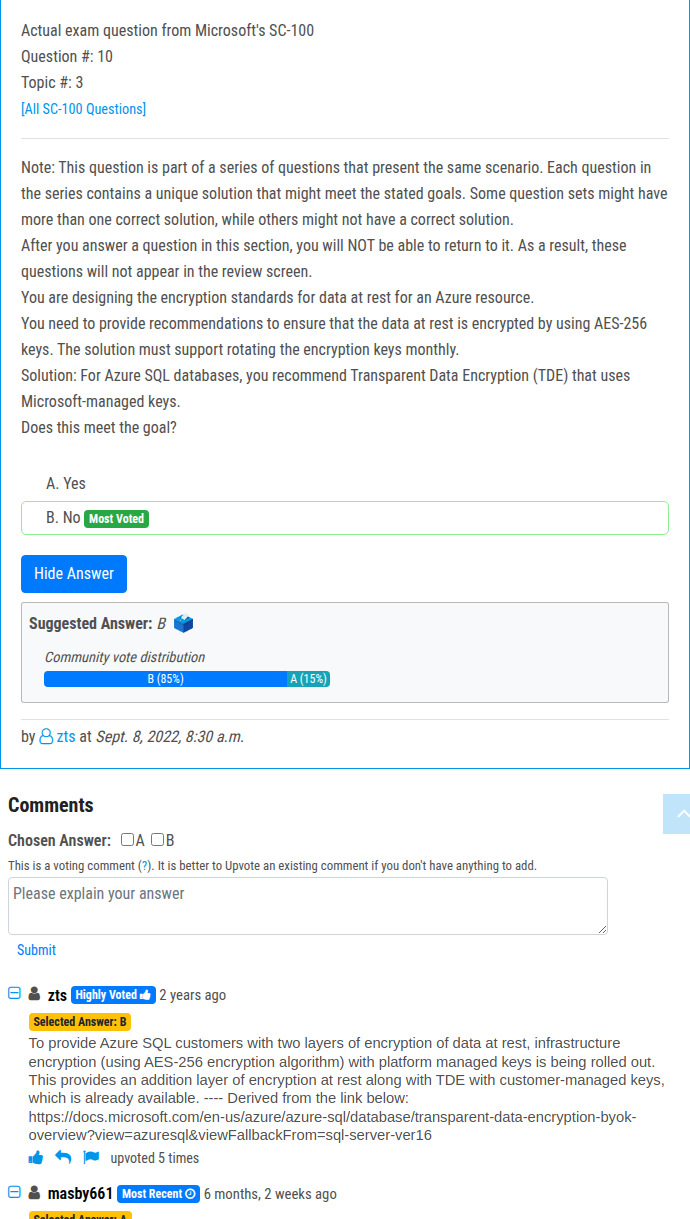 Actual exam question from Microsoft's SC-100
Question #: 10
Topic #: 3
[All SC-100 Questions]
Note: This question is part of a series of questions that present the same scenario. Each question in
the series contains a unique solution that might meet the stated goals. Some question sets might have
more than one correct solution, while others might not have a correct solution.
After you answer a question in this section, you will NOT be able to return to it. As a result, these
questions will not appear in the review screen.
You are designing the encryption standards for data at rest for an Azure resource.
You need to provide recommendations to ensure that the data at rest is encrypted by using AES-256
keys. The solution must support rotating the encryption keys monthly.
Solution: For Azure SQL databases, you recommend Transparent Data Encryption (TDE) that uses
Microsoft-managed keys.
Does this meet the goal?
A. Yes
B. No Most Voted
Hide Answer
Suggested Answer: B
Community vote distribution
B (85%) A (15%)
by zts at Sept. 8, 2022, 8:30 a.m.
Comments
Chosen Answer: A B
This is a voting comment (?). It is better to Upvote an existing comment if you don't have anything to add.
Please explain your answer
Submit
zts Highly Voted 2 years ago
Selected Answer: B
To provide Azure SQL customers with two layers of encryption of data at rest, infrastructure
encryption (using AES-256 encryption algorithm) with platform managed keys is being rolled out.
This provides an addition layer of encryption at rest along with TDE with customer-managed keys,
which is already available. ---- Derived from the link below:
https://docs.microsoft.com/en-us/azure/azure-sql/database/transparent-data-encryption-byok-
overview?view=azuresql&viewFallbackFrom=sql-server-ver16
upvoted 5 times
masby661 Most Recent 6 months, 2 weeks ago
Selected Answer: A